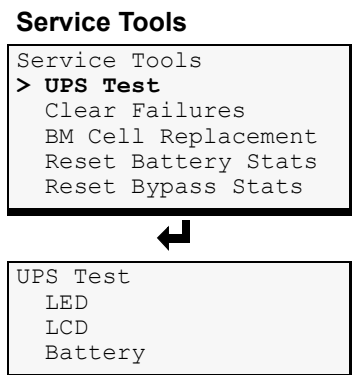 Service Tools
Service Tools
> UPS Test
Clear Failures
BM Cell Replacement
Reset Battery Stats
Reset Bypass Stats
UPS Test
LED
LCD
Battery